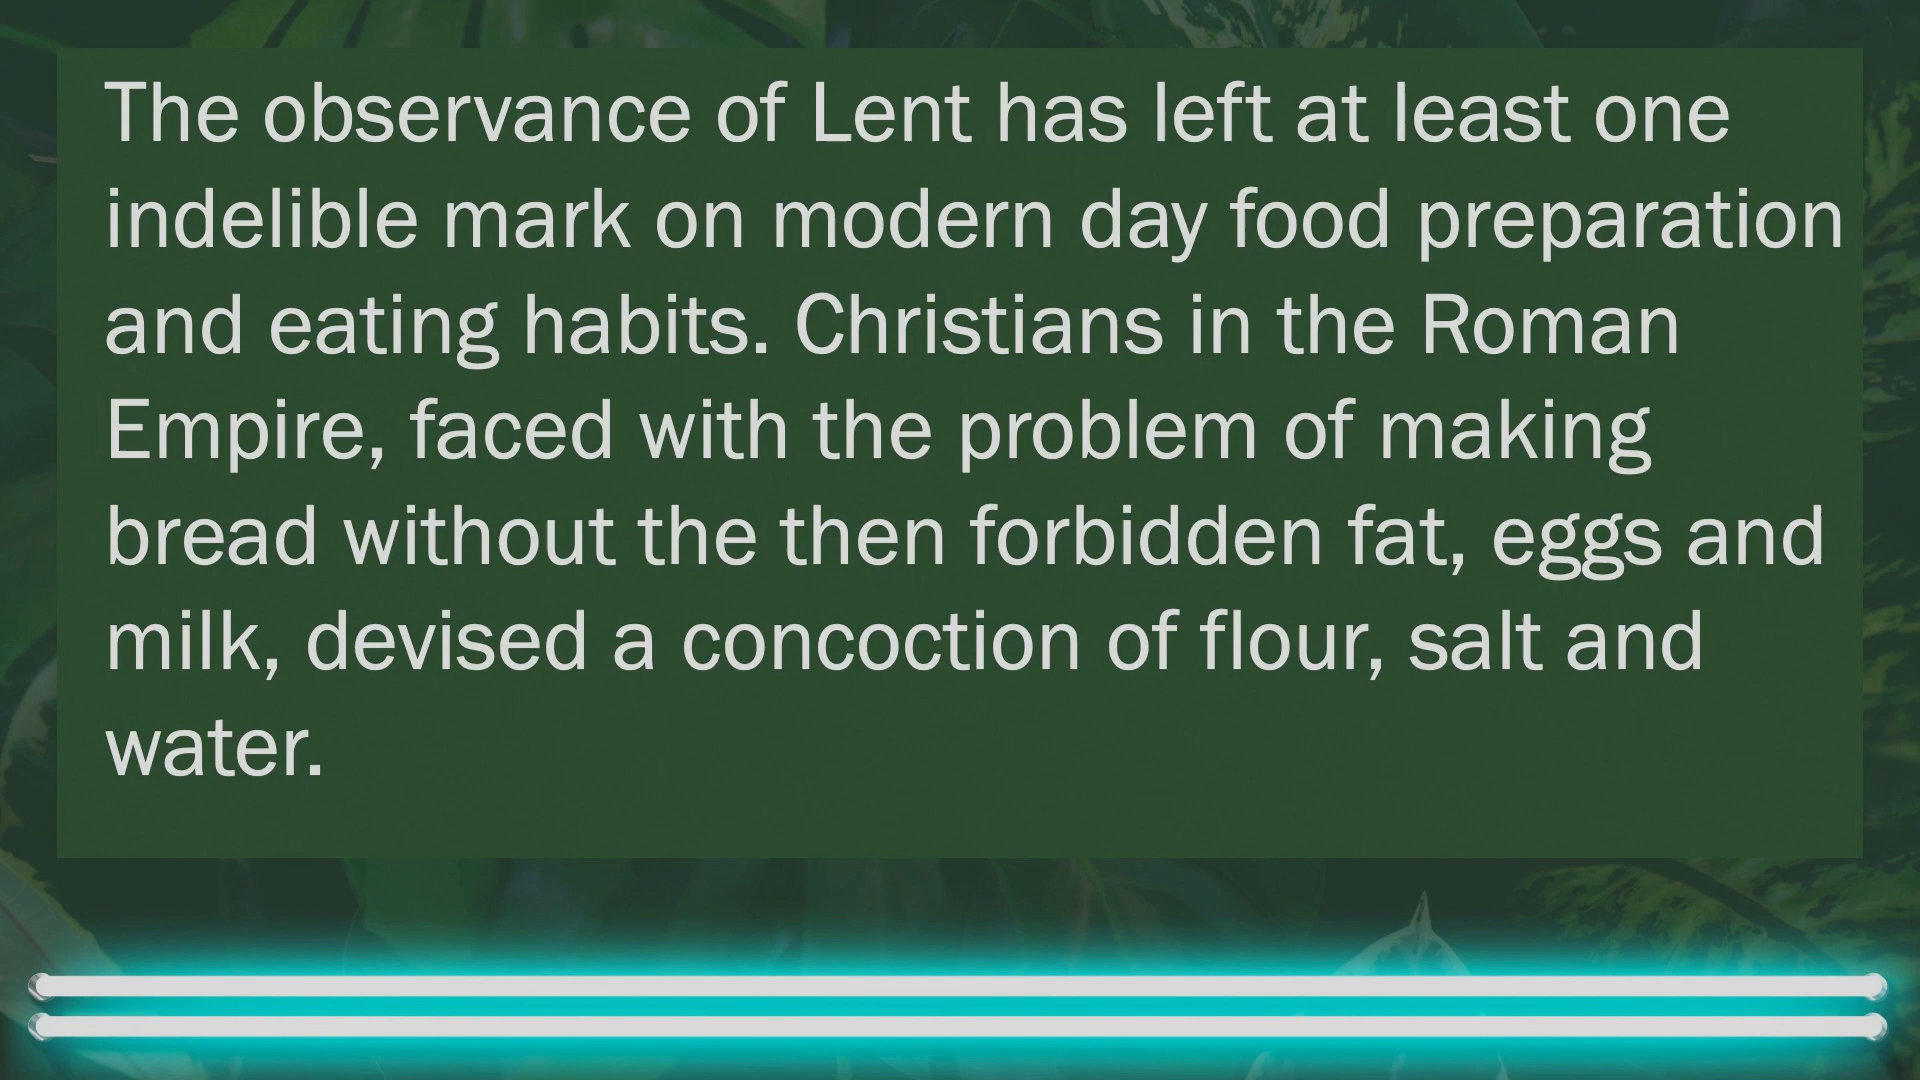 The observance of Lent has left at least one
indelible mark on modern day food preparation
and eating habits. Christians in the Roman
Empire, faced with the problem of making
bread without the then forbidden fat, eggs and
milk, devised a concoction of flour, salt and
water.